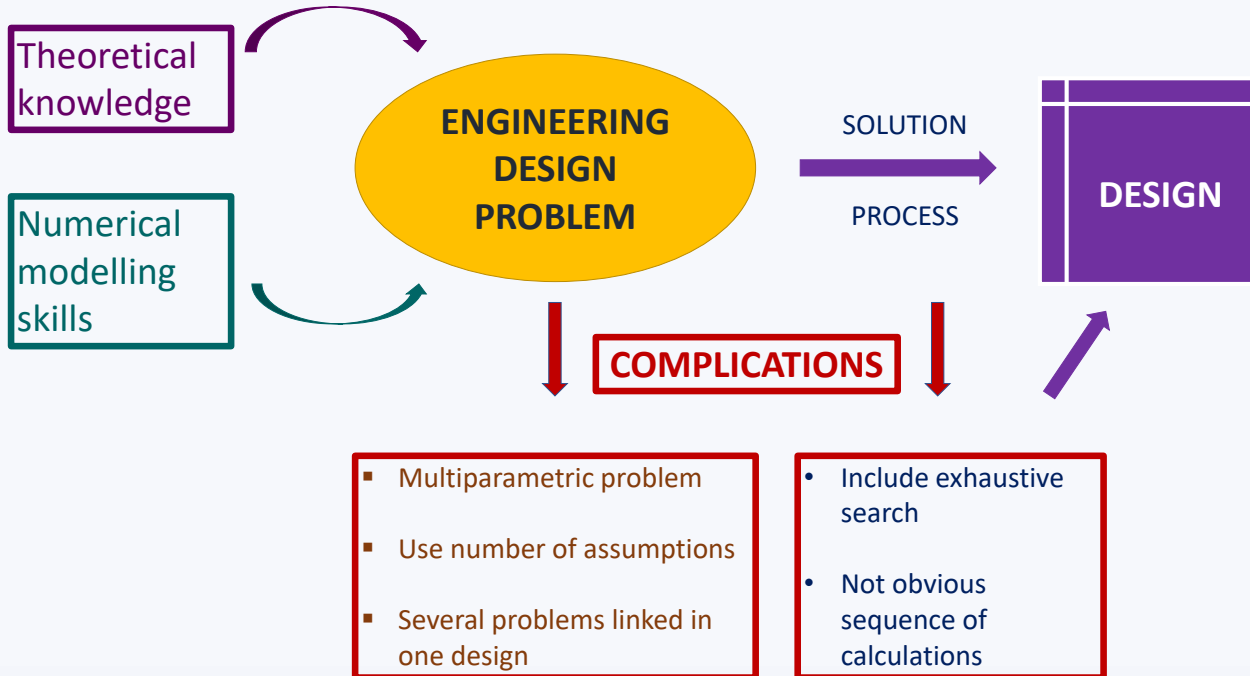 Theoretical
knowledge
Numerical
modelling
skills
ENGINEERING
DESIGN
PROBLEM
SOLUTION
PROCESS
DESIGN
COMPLICATIONS
▪ Multiparametric problem
▪ Use number of assumptions
▪ Several problems linked in
one design
• Include exhaustive
search
• Not obvious
sequence of
calculations